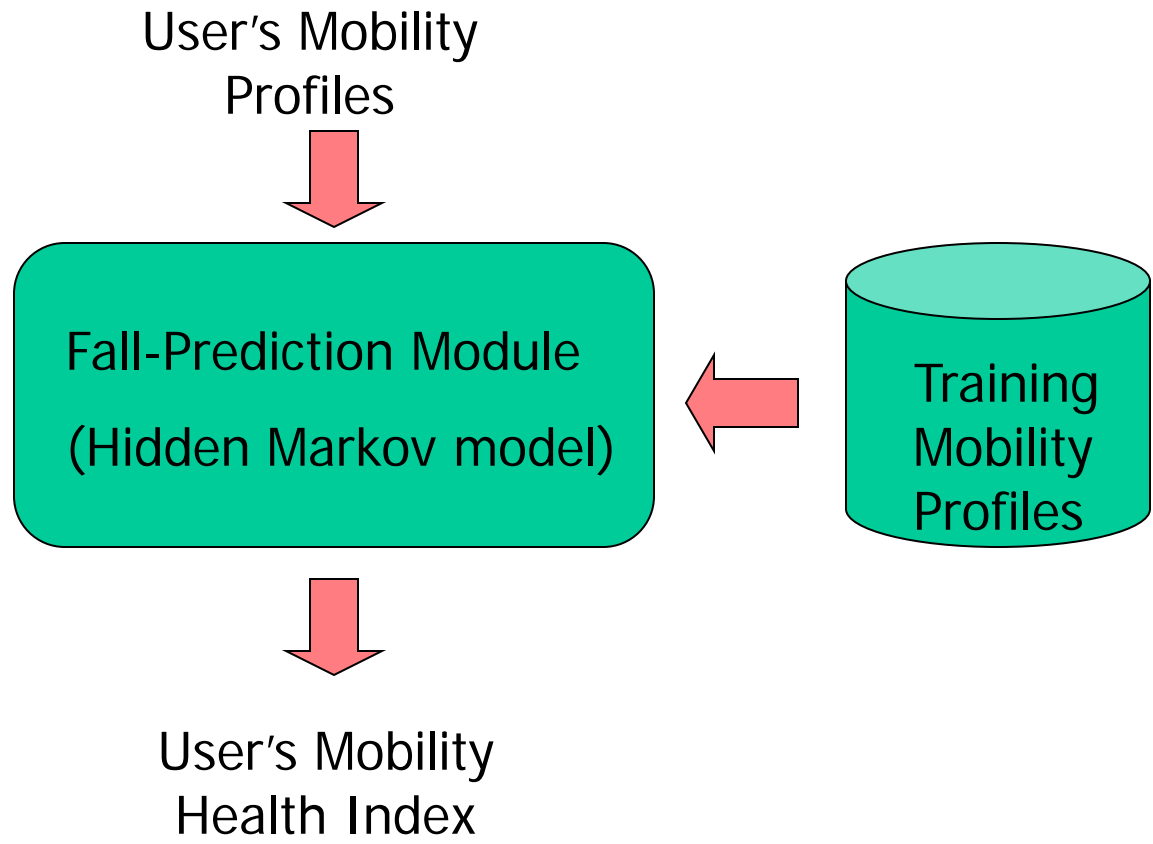 User's Mobility
Profiles
Fall-Prediction Module
(Hidden Markov model)
Training
Mobility
Profiles
User's Mobility
Health Index